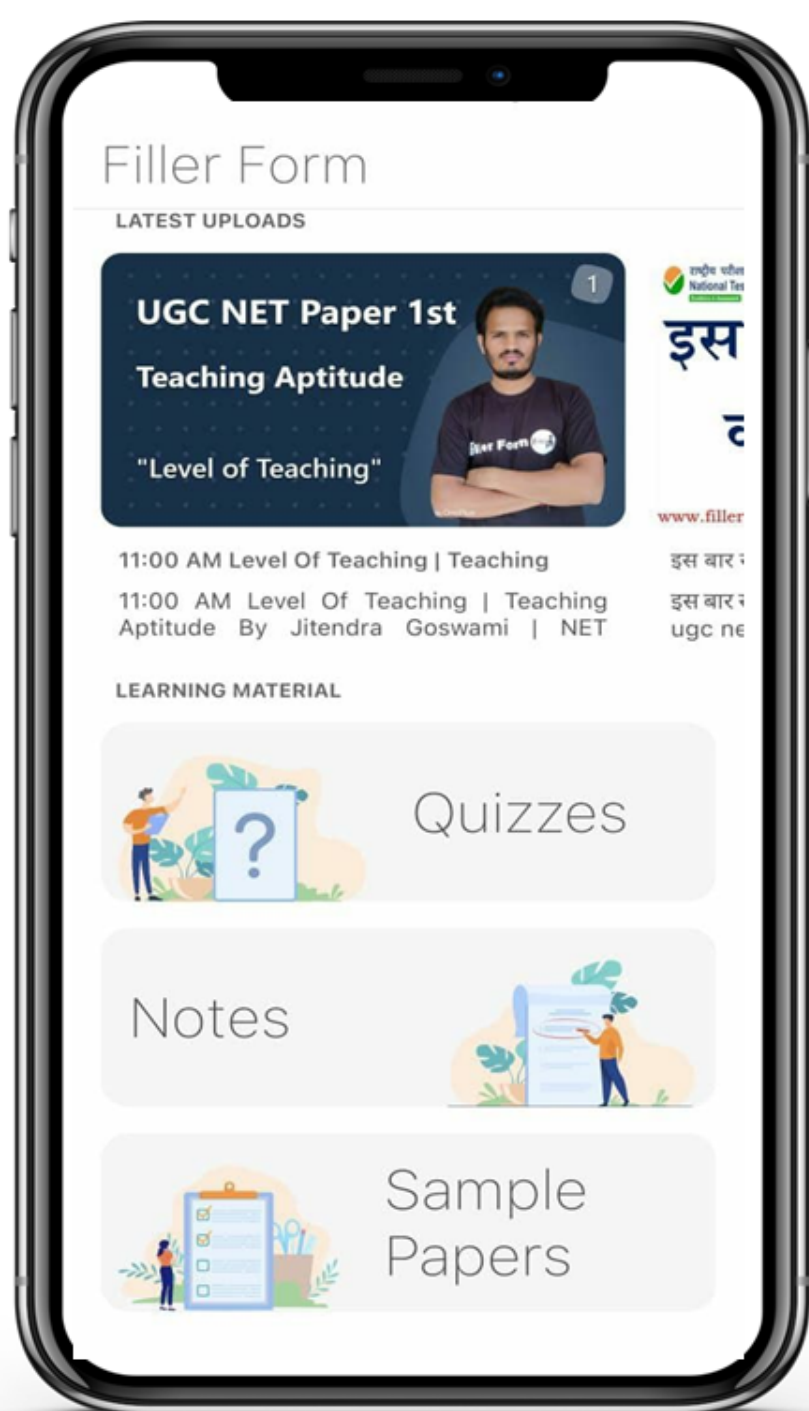 Filler Form
LATEST UPLOADS
1
UGC NET Paper 1st
Teaching Aptitude
"Level of Teaching"
Form
राष्ट्रीय
National
इस
www.filler
11:00 AM Level Of Teaching | Teaching
11:00 AM Level Of Teaching | Teaching
Aptitude By Jitendra Goswami | NET
इस बार
इस बार
ugc ne
LEARNING MATERIAL
?
Quizzes
Notes
Sample
Papers